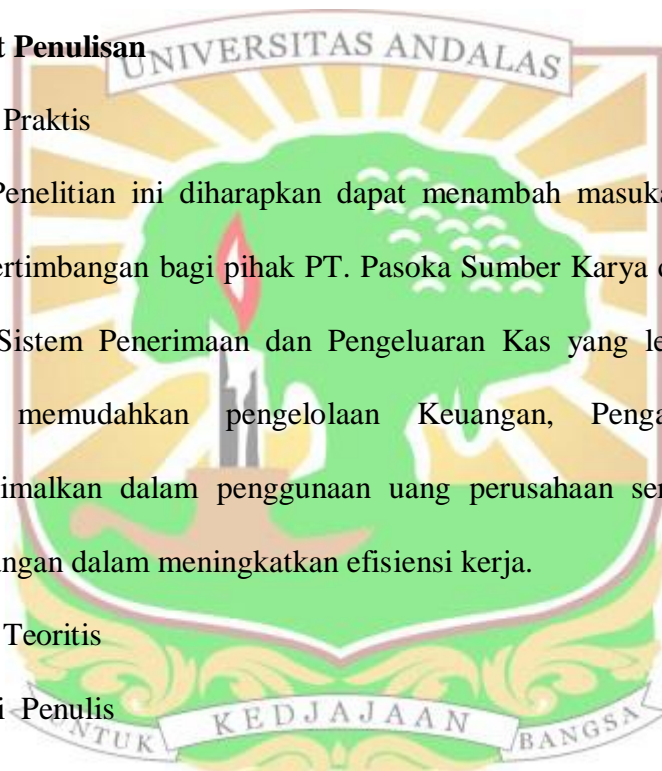 t Penulisan
UNIVERSITAS ANDALAS
Praktis
Penelitian ini diharapkan dapat menambah masuka
ertimbangan bagi pihak PT. Pasoka Sumber Karya
Sistem Penerimaan dan Pengeluaran Kas yang le
memudahkan pengelolaan Keuangan, Penga
imalkan dalam penggunaan uang perusahaan ser
ngan dalam meningkatkan efisiensi kerja.
Teoritis
i Penulis
UNTUK KEDJAJAAN BANGSA